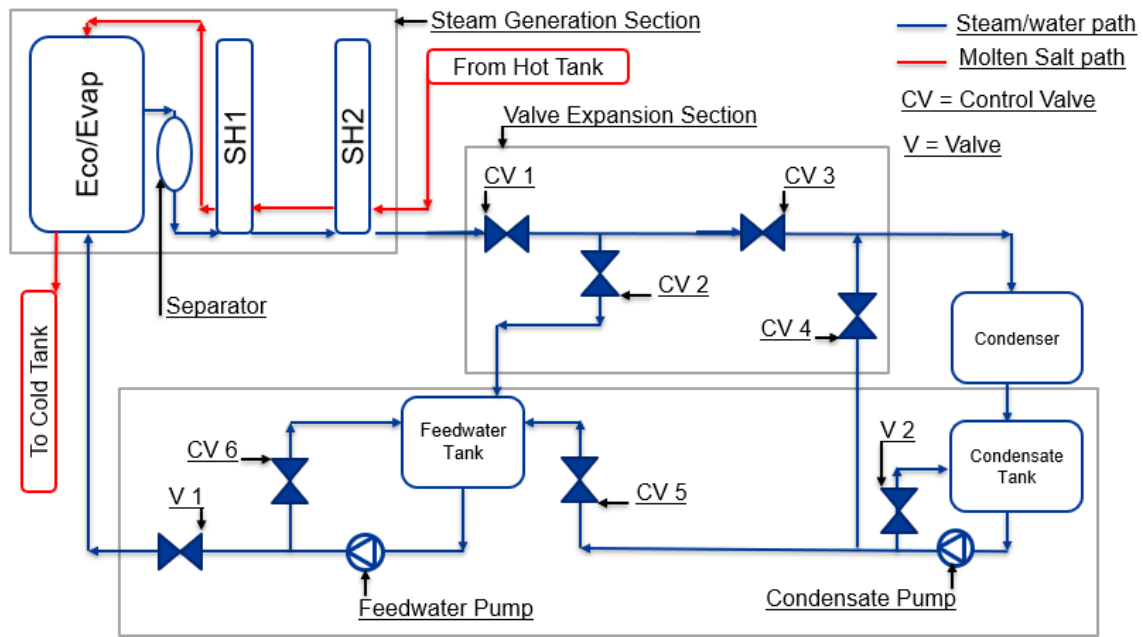 Steam Generation Section
Steam/water path
Molten Salt path
CV = Control Valve
V = Valve
From Hot Tank
Valve Expansion Section
Eco/Evap
SH1
SH2
CV 1
CV 3
CV 2
CV 4
Separator
To Cold Tank
Condenser
Feedwater
Tank
Condensate
Tank
CV 6
V 1
CV 5
V 2
Feedwater Pump
Condensate Pump